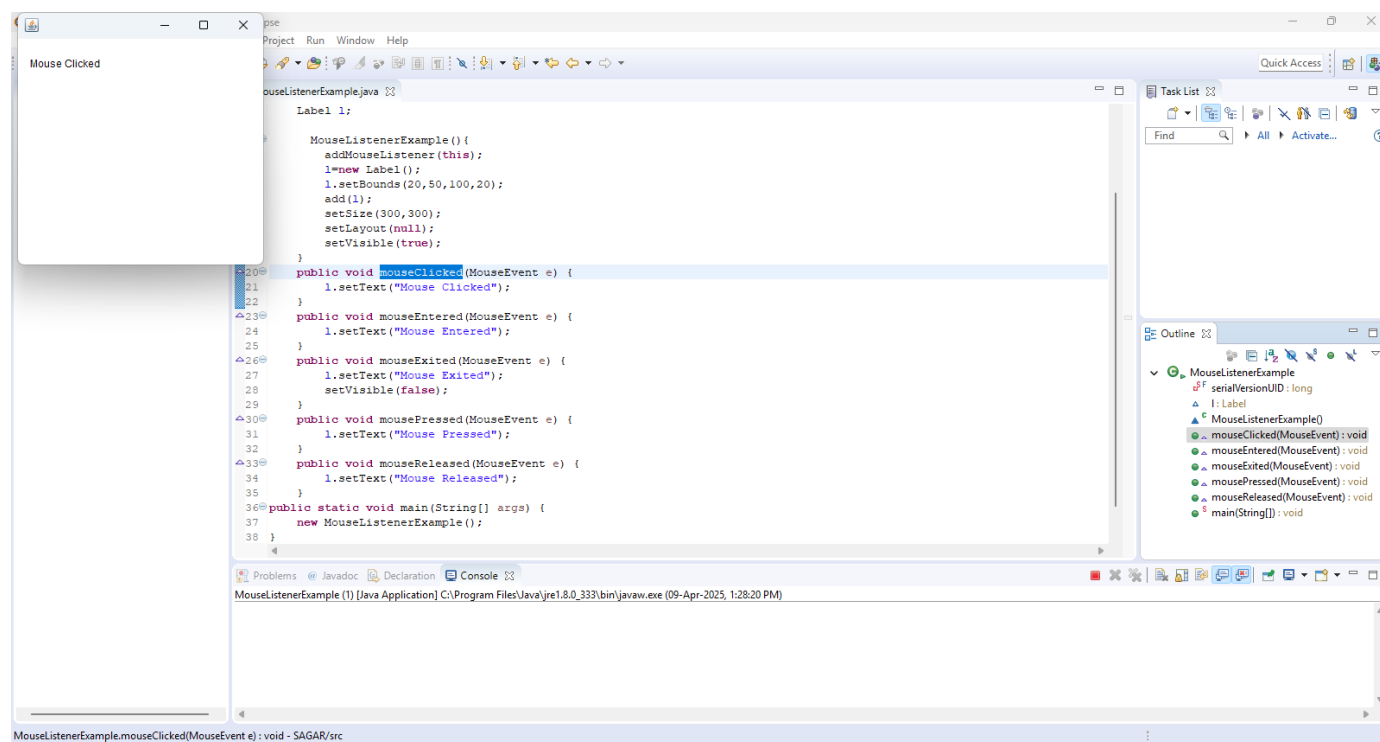 Mouse Clicked
pse
Project Run Window Help
Quick Access
ouseListenerExample.java
Label l;
MouseListenerExample(){
addMouseListener(this);
l=new Label();
l.setBounds(20,50,100,20);
add(l);
setSize(300,300);
setLayout(null);
setVisible(true);
}
20 public void mouseClicked(MouseEvent e) {
21 l.setText("Mouse Clicked");
22 }
23 public void mouseEntered(MouseEvent e) {
24 l.setText("Mouse Entered");
25 }
26 public void mouseExited(MouseEvent e) {
27 l.setText("Mouse Exited");
28 setVisible(false);
29 }
30 public void mousePressed(MouseEvent e) {
31 l.setText("Mouse Pressed");
32 }
33 public void mouseReleased(MouseEvent e) {
34 l.setText("Mouse Released");
35 }
36 public static void main(String[] args) {
37 new MouseListenerExample();
38 }
Task List
Find All Activate...
Outline
MouseListenerExample
serialVersionUID : long
l : Label
MouseListenerExample()
mouseClicked(MouseEvent) : void
mouseEntered(MouseEvent) : void
mouseExited(MouseEvent) : void
mousePressed(MouseEvent) : void
mouseReleased(MouseEvent) : void
main(String[]) : void
Problems Javadoc Declaration Console
MouseListenerExample (1) [Java Application] C:\Program Files\Java\jre1.8.0_333\bin\javaw.exe (09-Apr-2025, 1:28:20 PM)
MouseListenerExample.mouseClicked(MouseEvent e) : void - SAGAR/src